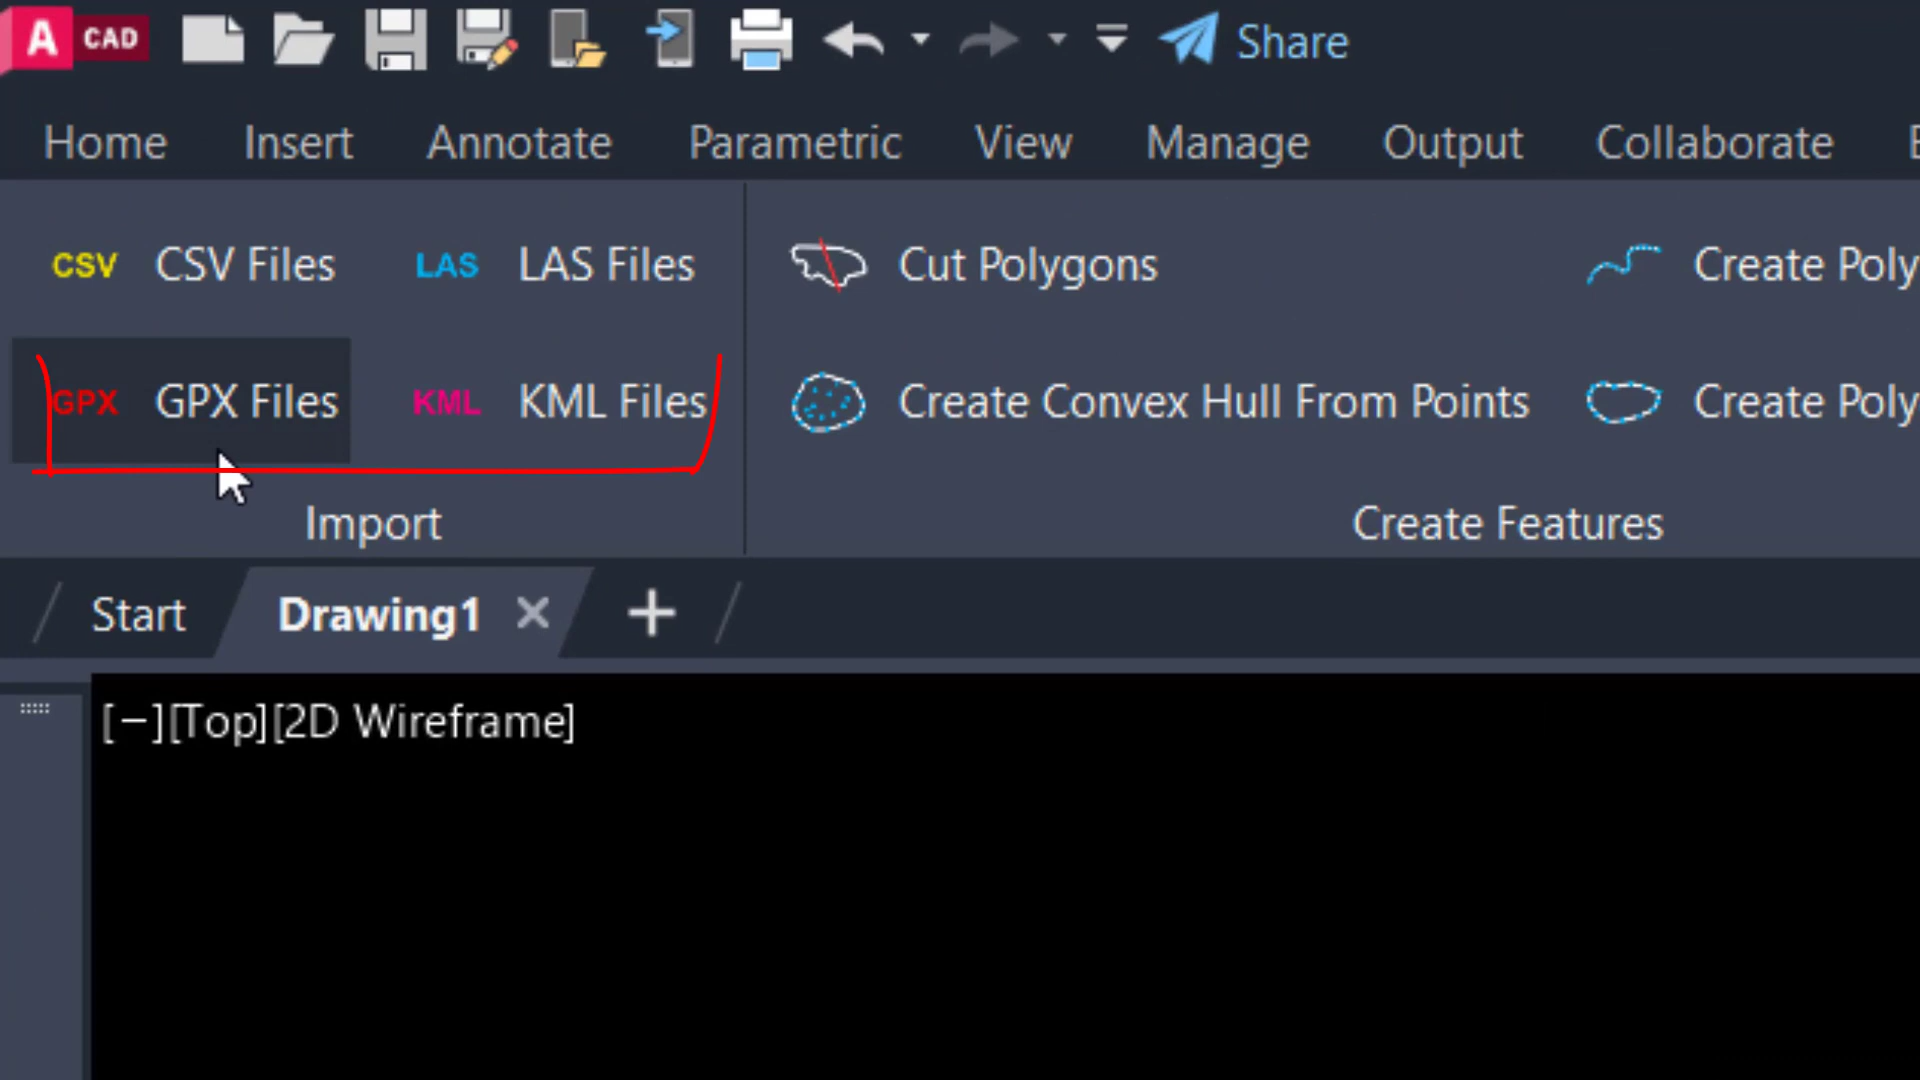 A CAD Share
Home Insert Annotate Parametric View Manage Output Collaborate
CSV CSV Files LAS LAS Files Cut Polygons Create Poly
GPX GPX Files KML KML Files Create Convex Hull From Points Create Poly
Import Create Features
Start Drawing1
[−][Top][2D Wireframe]